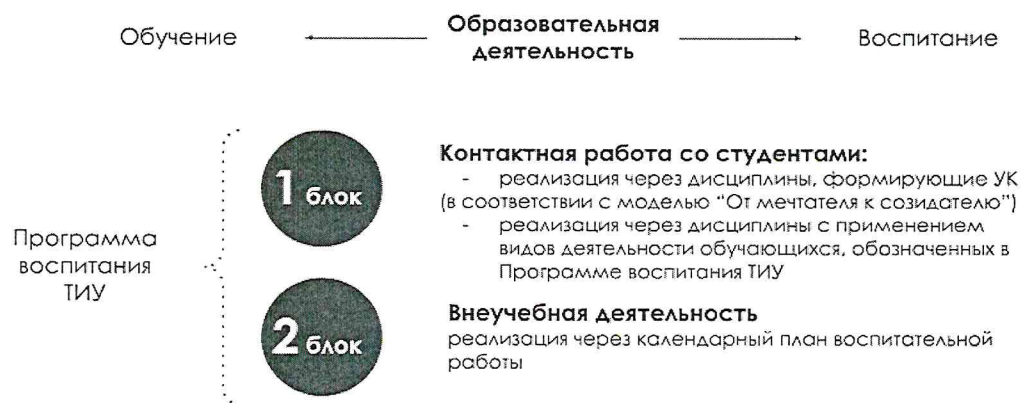 Обучение
Образовательная
деятельность
Воспитание
Программа
воспитания
ТИУ
1 блок
Контактная работа со студентами:
- реализация через дисциплины, формирующие УК
(в соответствии с моделью "От мечтателя к созидателю")
- реализация через дисциплины с применением
видов деятельности обучающихся, обозначенных в
Программе воспитания ТИУ
2 блок
Внеучебная деятельность
реализация через календарный план воспитательной
работы